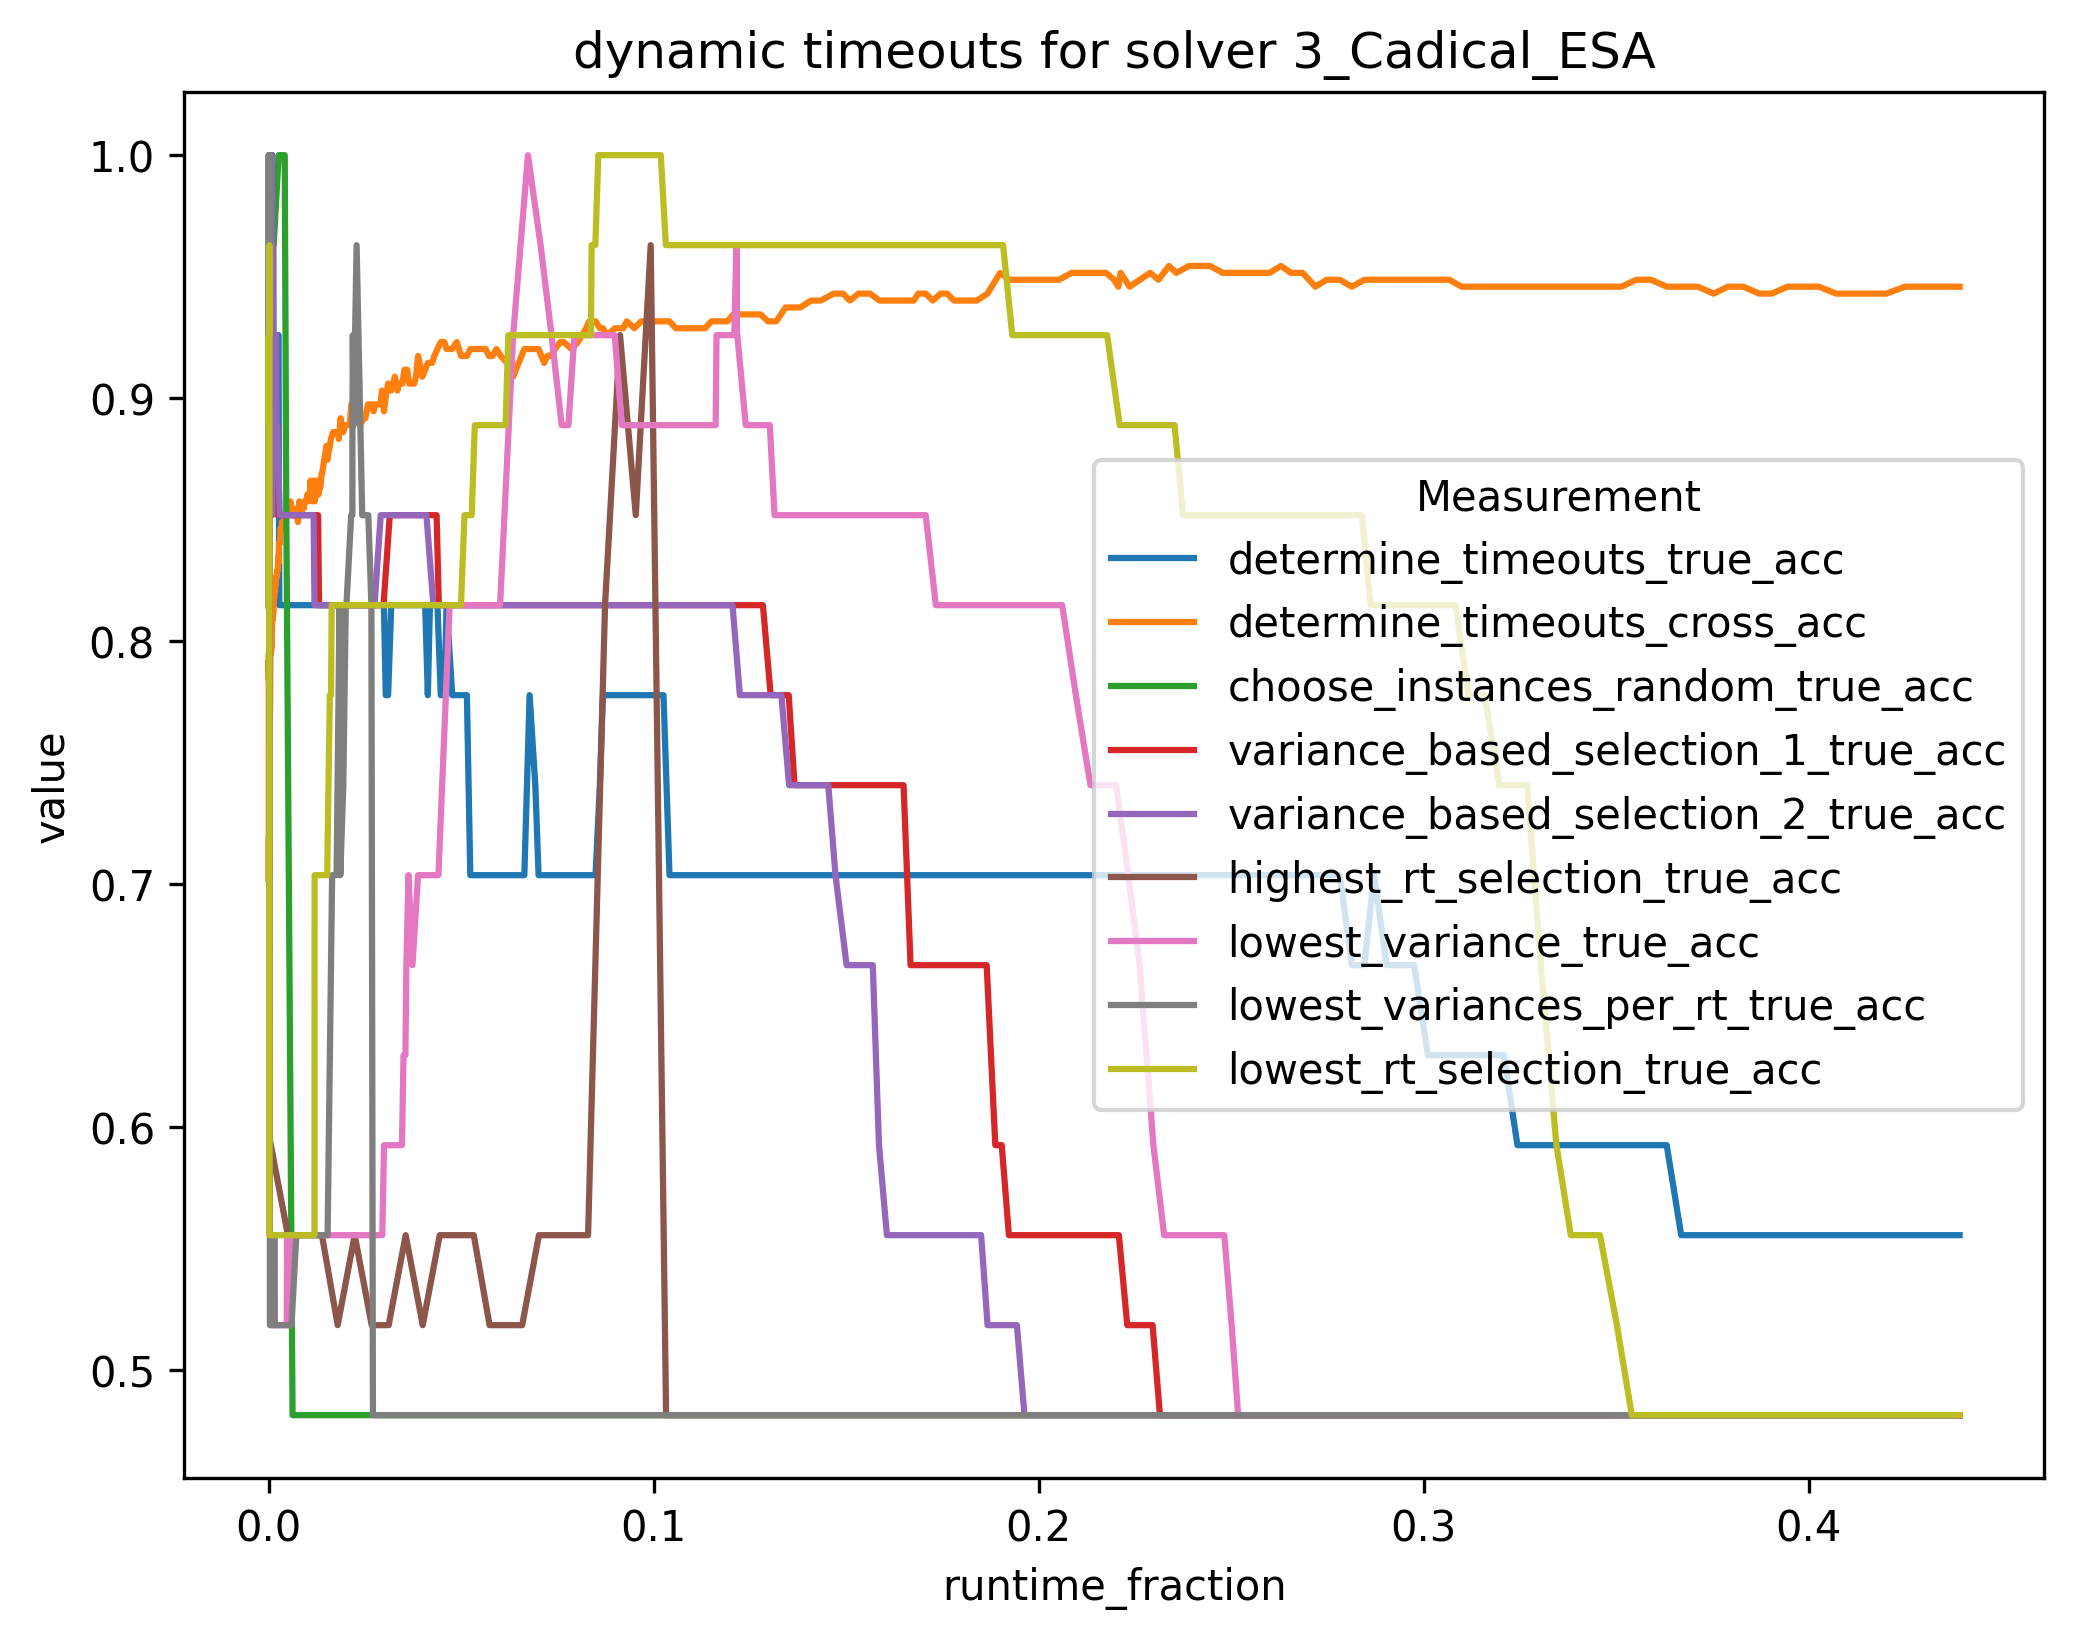 dynamic timeouts for solver 3_Cadical_ESA
1.0
0.9
0.8
0.7
0.6
0.5
value
Measurement
determine_timeouts_true_acc
determine_timeouts_cross_acc
choose_instances_random_true_acc
variance_based_selection_1_true_acc
variance_based_selection_2_true_acc
highest_rt_selection_true_acc
lowest_variance_true_acc
lowest_variances_per_rt_true_acc
lowest_rt_selection_true_acc
0.0 0.1 0.2 0.3 0.4
runtime_fraction